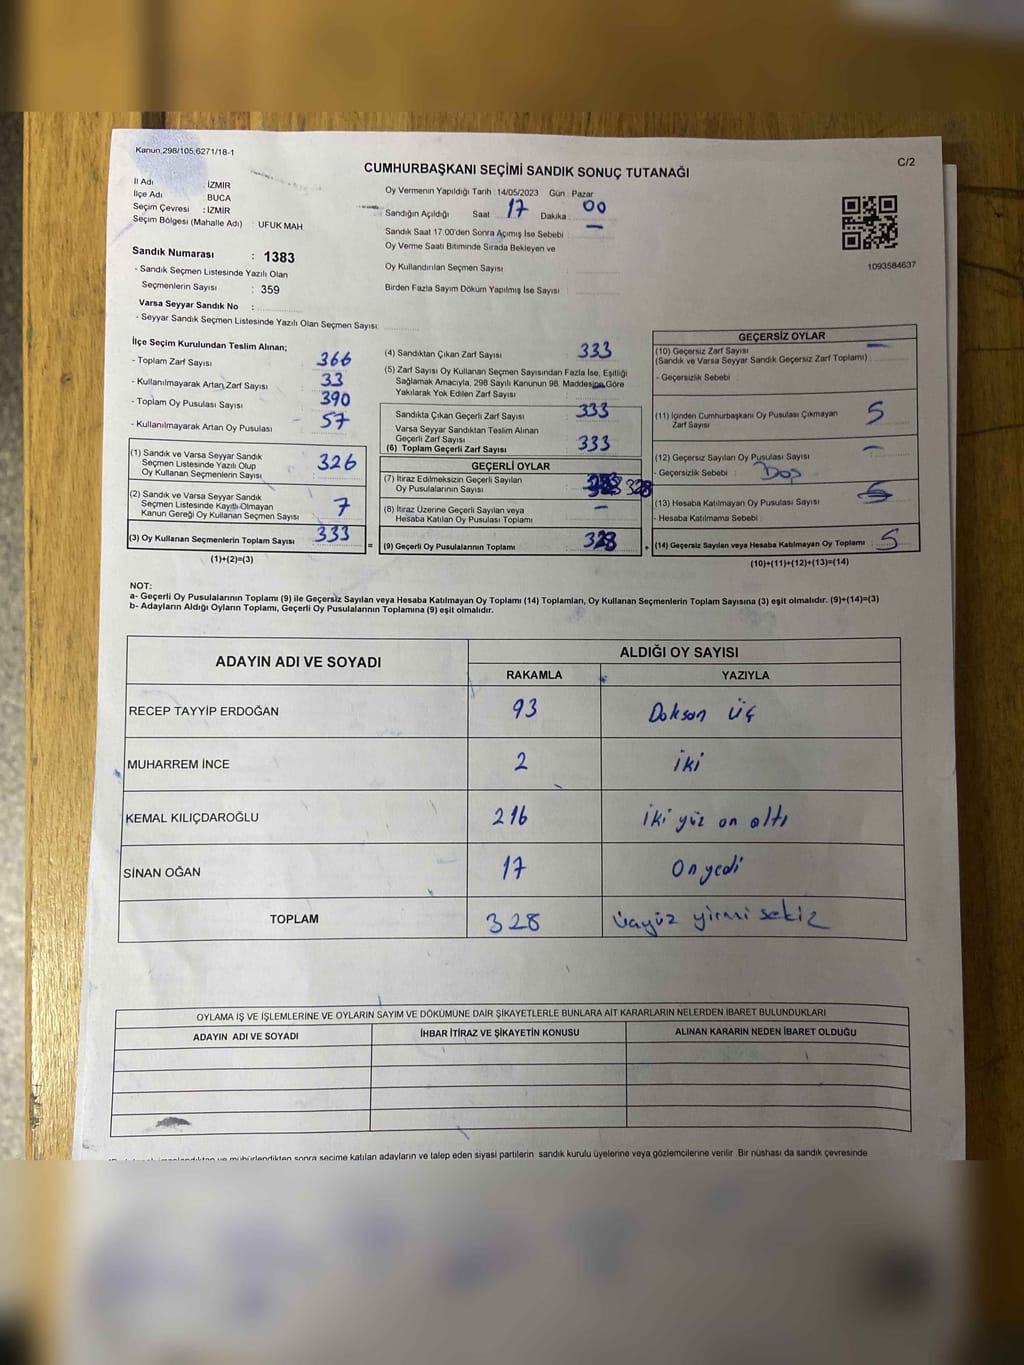 Kanun 298/105,6271/18-1
C/2
CUMHURBAŞKANI SEÇİMİ SANDIK SONUÇ TUTANAĞI
İl Adı : İZMİR
İlçe Adı : BUCA
Seçim Çevresi : İZMİR
Seçim Bölgesi (Mahalle Adı) UFUK MAH
Sandık Numarası : 1383
- Sandık Seçmen Listesinde Yazılı Olan
Seçmenlerin Sayısı : 359
Varsa Seyyar Sandık No :
- Seyyar Sandık Seçmen Listesinde Yazılı Olan Seçmen Sayısı:
Oy Vermenin Yapıldığı Tarih : 14/05/2023 Gün : Pazar
Sandığın Açıldığı Saat 17 Dakika 00
Sandık Saat 17:00'den Sonra Açımış İse Sebebi : —
Oy Verme Saati Bitiminde Sırada Bekleyen ve
Oy Kullandırılan Seçmen Sayısı :
Birden Fazla Sayım Döküm Yapılmış İse Sayısı :
1093584637
İlçe Seçim Kurulundan Teslim Alınan;
- Toplam Zarf Sayısı : 366
- Kullanılmayarak Artan Zarf Sayısı : 33
- Toplam Oy Pusulası Sayısı : 390
- Kullanılmayarak Artan Oy Pusulası : 57
(1) Sandık ve Varsa Seyyar Sandık
Seçmen Listesinde Yazılı Olup
Oy Kullanan Seçmenlerin Sayısı : 326
(2) Sandık ve Varsa Seyyar Sandık
Seçmen Listesinde Kayıtlı Olmayan
Kanun Gereği Oy Kullanan Seçmen Sayısı : 7
(3) Oy Kullanan Seçmenlerin Toplam Sayısı : 333
(1)+(2)=(3)
(4) Sandıktan Çıkan Zarf Sayısı : 333
(5) Zarf Sayısı Oy Kullanan Seçmen Sayısından Fazla İse, Eşitliği
Sağlamak Amacıyla, 298 Sayılı Kanunun 98. Maddesine Göre
Yakılarak Yok Edilen Zarf Sayısı :
Sandıkta Çıkan Geçerli Zarf Sayısı : 333
Varsa Seyyar Sandıktan Teslim Alınan
Geçerli Zarf Sayısı :
(6) Toplam Geçerli Zarf Sayısı : 333
GEÇERLİ OYLAR
(7) İtiraz Edilmeksizin Geçerli Sayılan
Oy Pusulalarının Sayısı : 328
(8) İtiraz Üzerine Geçerli Sayılan veya
Hesaba Katılan Oy Pusulası Toplamı : —
= (9) Geçerli Oy Pusulalarının Toplamı : 328
GEÇERSİZ OYLAR
(10) Geçersiz Zarf Sayısı —
(Sandık ve Varsa Seyyar Sandık Geçersiz Zarf Toplamı) :
- Geçersizlik Sebebi :
(11) İçinden Cumhurbaşkanı Oy Pusulası Çıkmayan
Zarf Sayısı : 5
(12) Geçersiz Sayılan Oy Pusulası Sayısı : —
- Geçersizlik Sebebi : Boş
(13) Hesaba Katılmayan Oy Pusulası Sayısı : 5
- Hesaba Katılmama Sebebi :
+ (14) Geçersiz Sayılan veya Hesaba Katılmayan Oy Toplamı : 5
(10)+(11)+(12)+(13)=(14)
NOT:
a- Geçerli Oy Pusulalarının Toplamı (9) ile Geçersiz Sayılan veya Hesaba Katılmayan Oy Toplamı (14) Toplamları, Oy Kullanan Seçmenlerin Toplam Sayısına (3) eşit olmalıdır. (9)+(14)=(3)
b- Adayların Aldığı Oyların Toplamı, Geçerli Oy Pusulalarının Toplamına (9) eşit olmalıdır.
ADAYIN ADI VE SOYADI
ALDIĞI OY SAYISI
RAKAMLA YAZIYLA
RECEP TAYYİP ERDOĞAN 93 Doksan üç
MUHARREM İNCE 2 iki
KEMAL KILIÇDAROĞLU 216 iki yüz on altı
SİNAN OĞAN 17 On yedi
TOPLAM 328 üçyüz yirmi sekiz
OYLAMA İŞ VE İŞLEMLERİNE VE OYLARIN SAYIM VE DÖKÜMÜNE DAİR ŞİKAYETLERLE BUNLARA AİT KARARLARIN NELERDEN İBARET BULUNDUKLARI
ADAYIN ADI VE SOYADI İHBAR İTİRAZ VE ŞİKAYETİN KONUSU ALINAN KARARIN NEDEN İBARET OLDUĞU
mühürlendikten sonra seçime katılan adayların ve talep eden siyasi partilerin sandık kurulu üyelerine veya gözlemcilerine verilir. Bir nüshası da sandık çevresinde